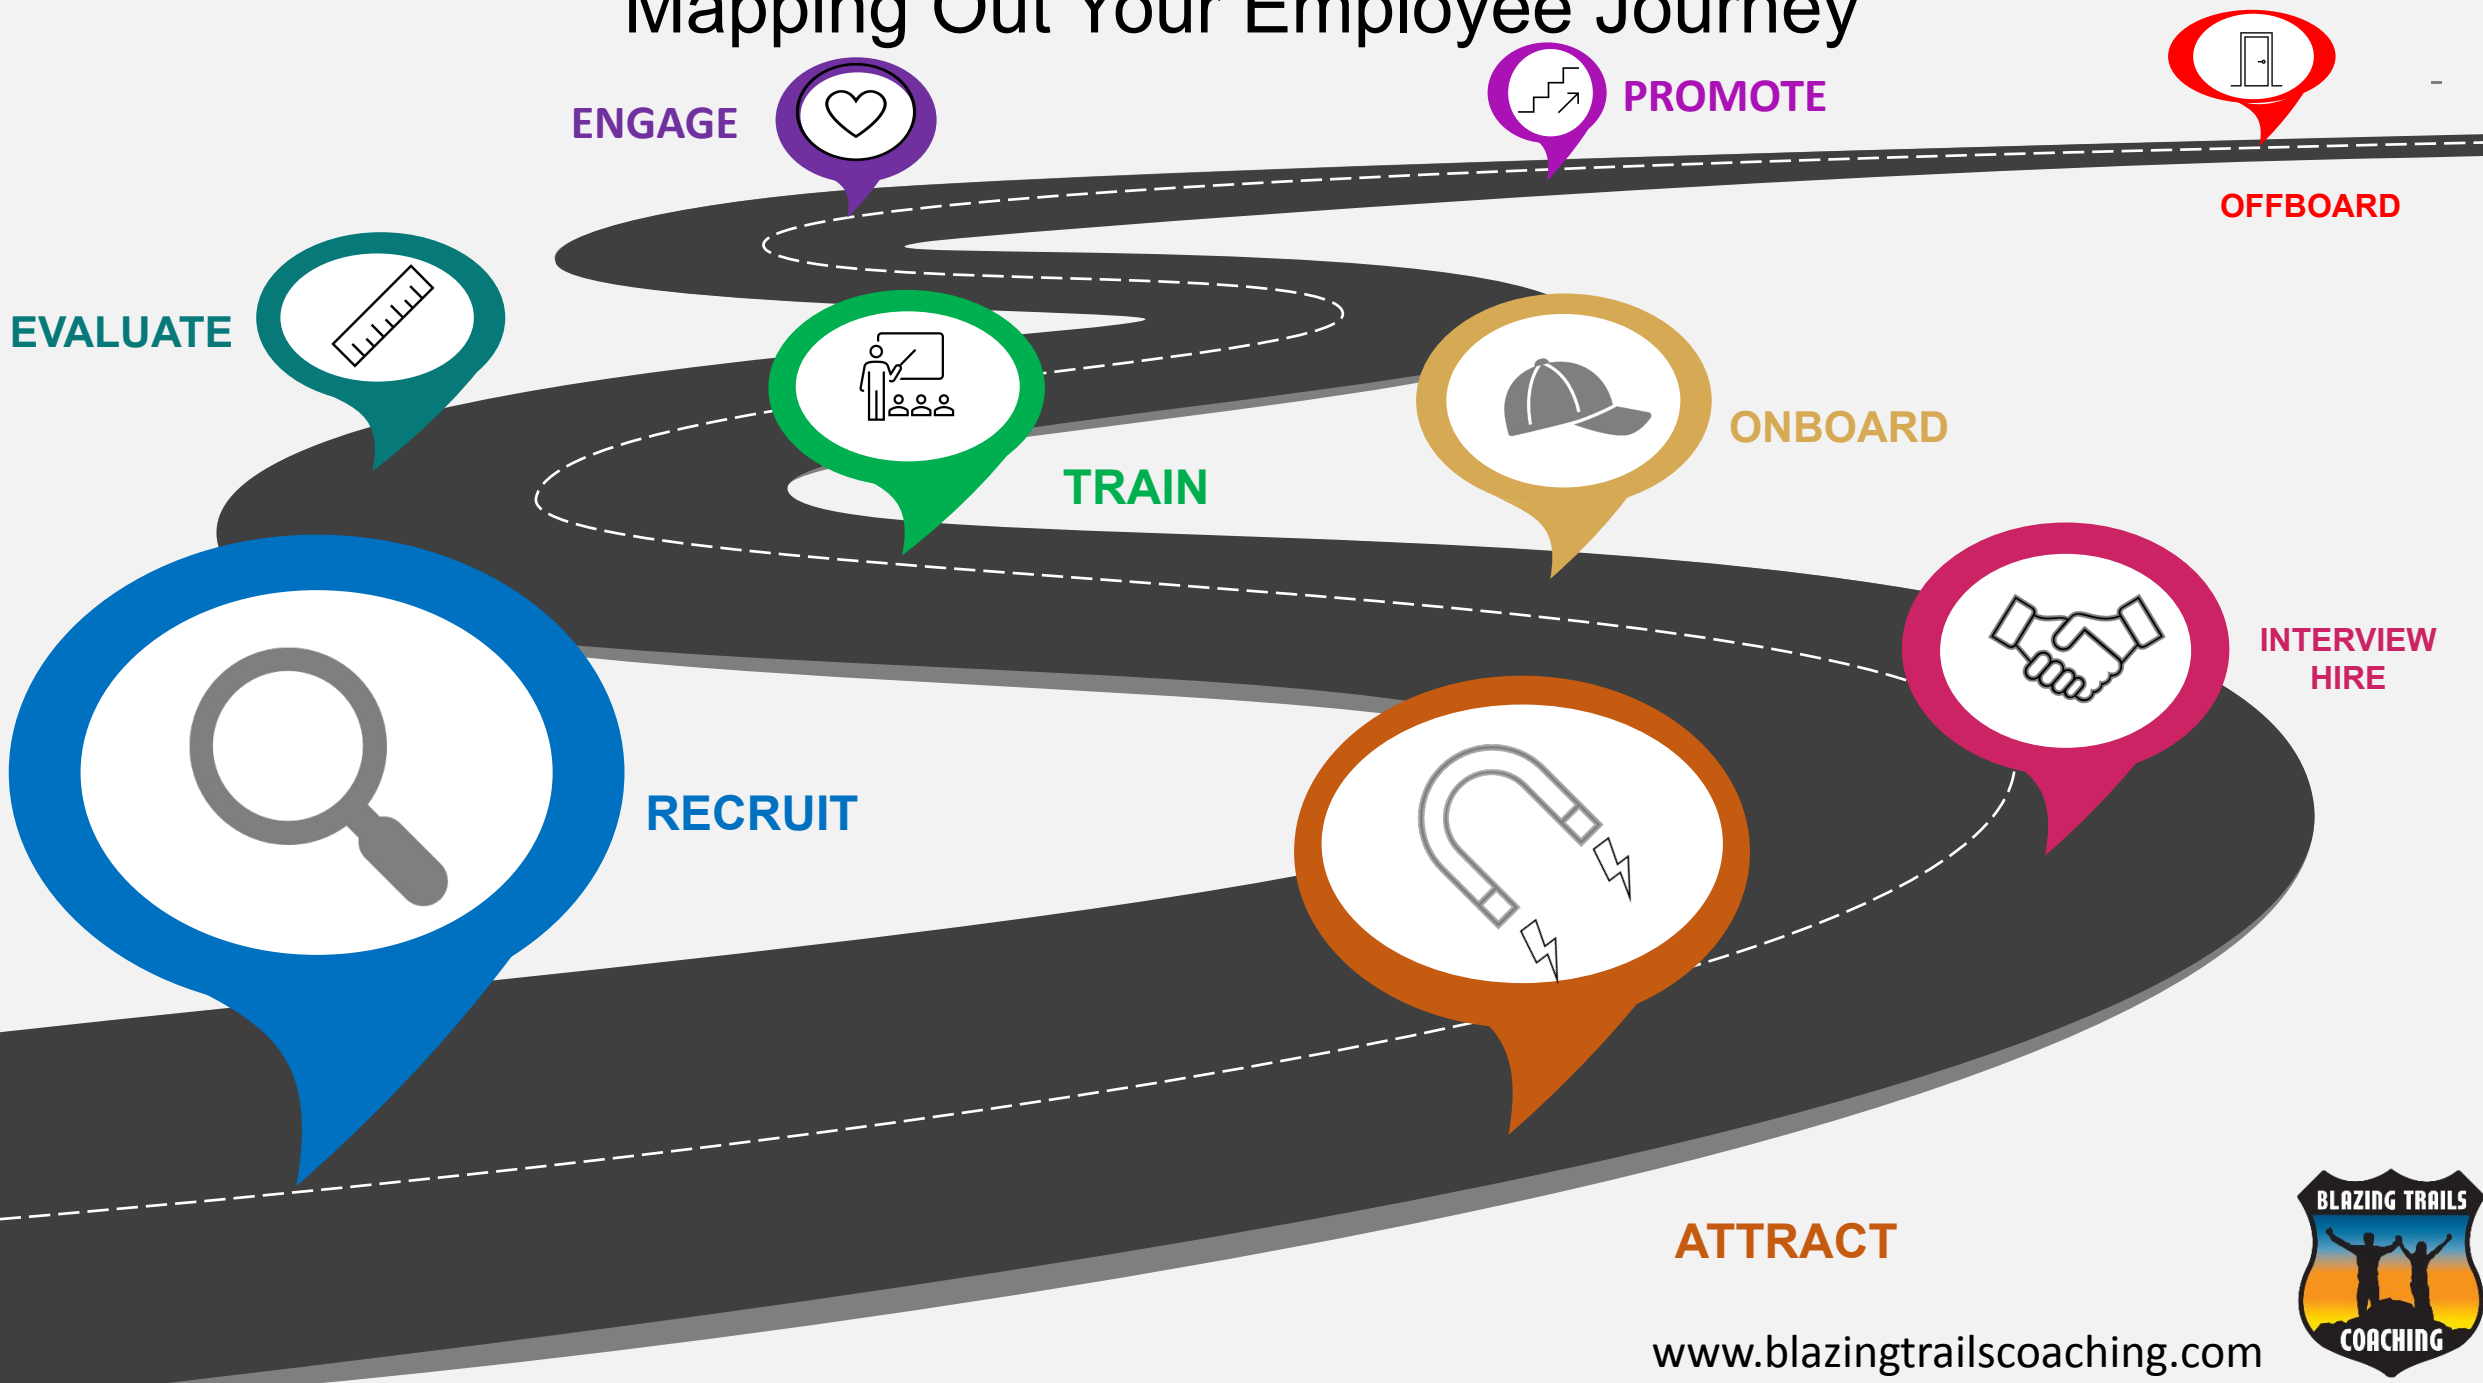 Mapping Out Your Employee Journey
ENGAGE
PROMOTE
OFFBOARD
EVALUATE
TRAIN
ONBOARD
INTERVIEW
HIRE
RECRUIT
ATTRACT
BLAZING TRAILS
COACHING
www.blazingtrailscoaching.com